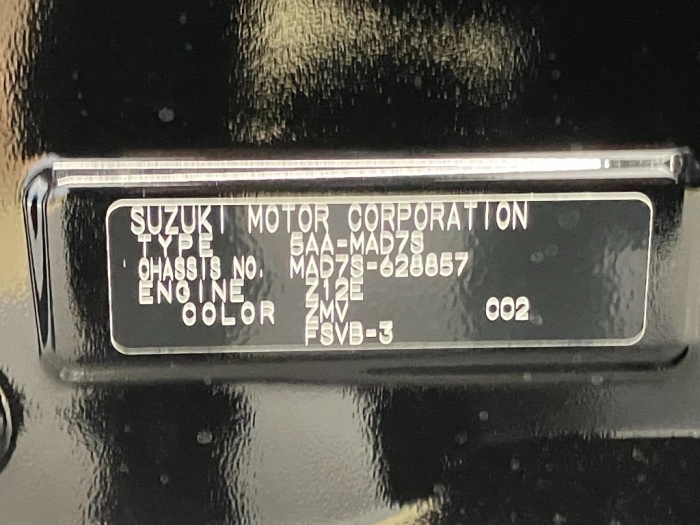 SUZUKI MOTOR CORPORATION
TYPE 5AA-MAD7S
CHASSIS NO. MAD7S-628857
ENGINE Z12E
COLOR ZMV 002
FSVB-3